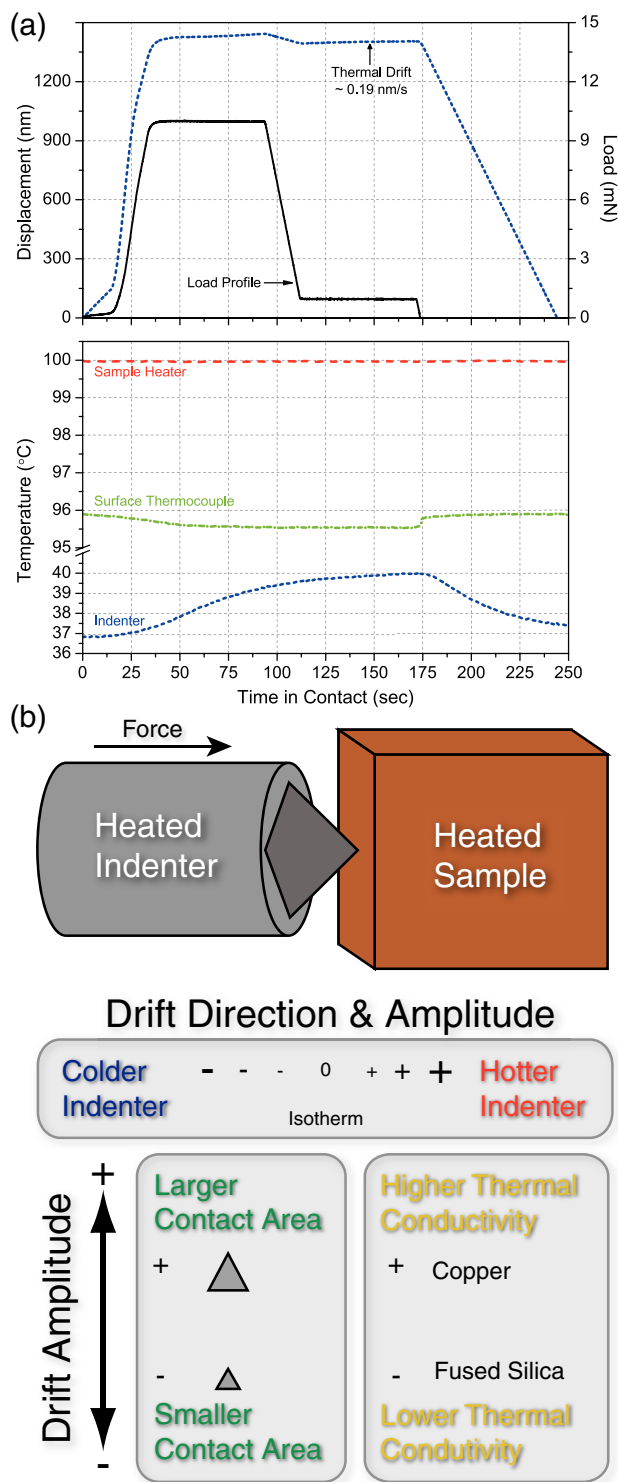 (a)
1500
1200
900
600
300
0
Displacement (nm)
15
12
9
6
3
0
Load (mN)
Thermal Drift
~ 0.19 nm/s
Load Profile
100
99
98
97
96
95
40
39
38
37
36
Temperature (°C)
Sample Heater
Surface Thermocouple
Indenter
0 25 50 75 100 125 150 175 200 225 250
Time in Contact (sec)
(b)
Force
Heated
Indenter
Heated
Sample
Drift Direction & Amplitude
Colder
Indenter
- - - 0 + + +
Isotherm
Hotter
Indenter
Drift Amplitude
+
-
Larger
Contact Area
+
-
Smaller
Contact Area
Higher Thermal
Conductivity
+ Copper
- Fused Silica
Lower Thermal
Condutivity